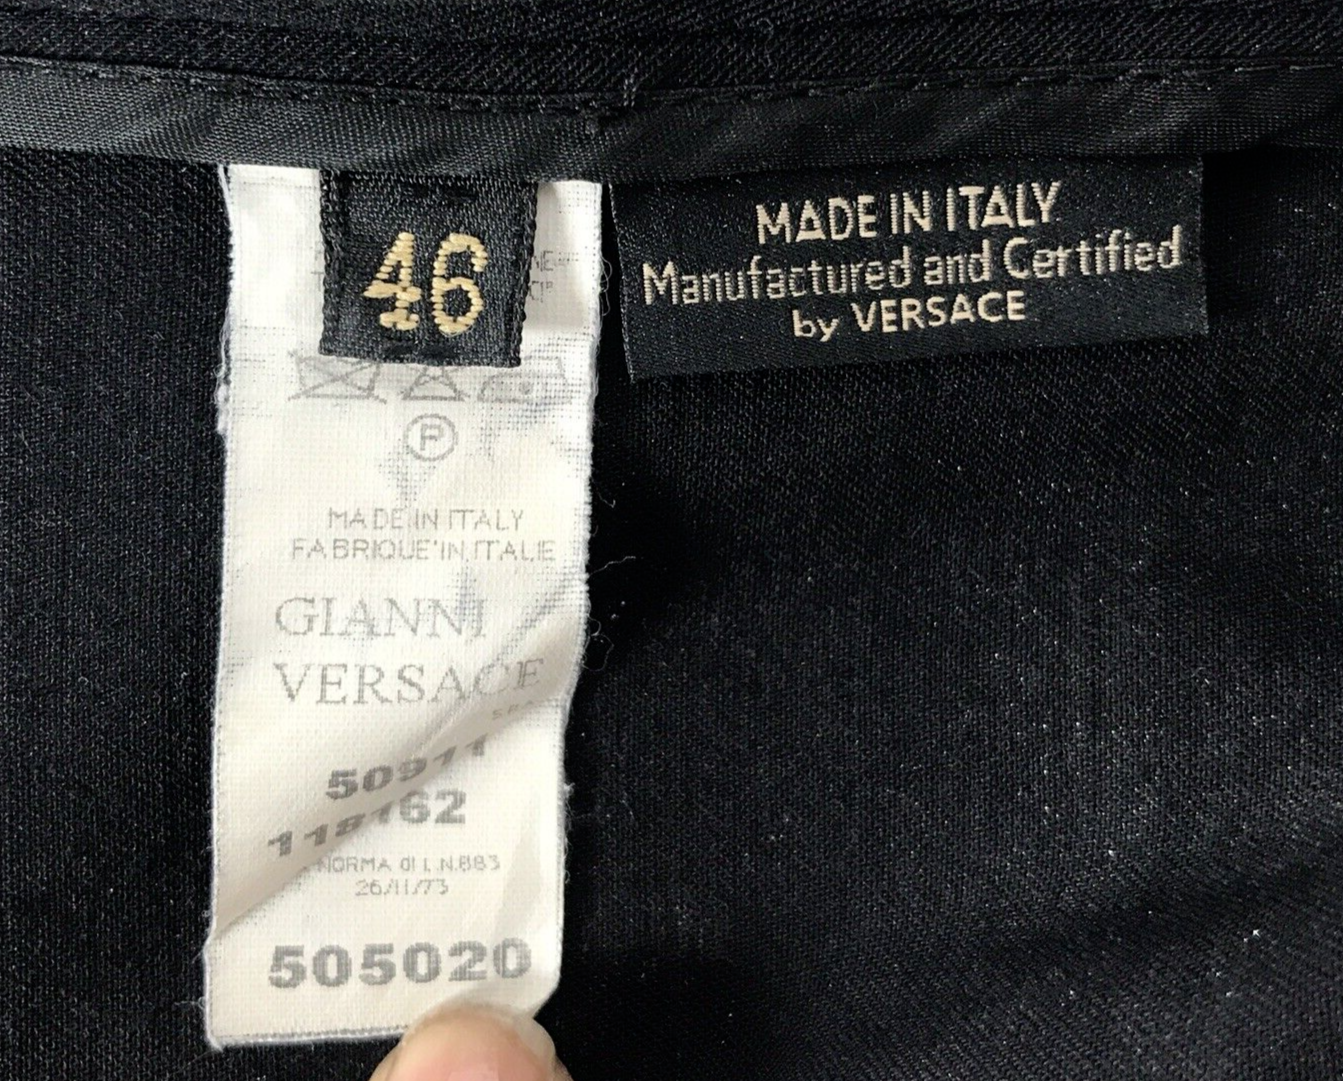 46
P
MADE IN ITALY
FABRIQUE'IN ITALIE
GIANNI
VERSACE
50911
118162
NORMA di L.N.883
26/11/73
505020
MADE IN ITALY
Manufactured and Certified
by VERSACE